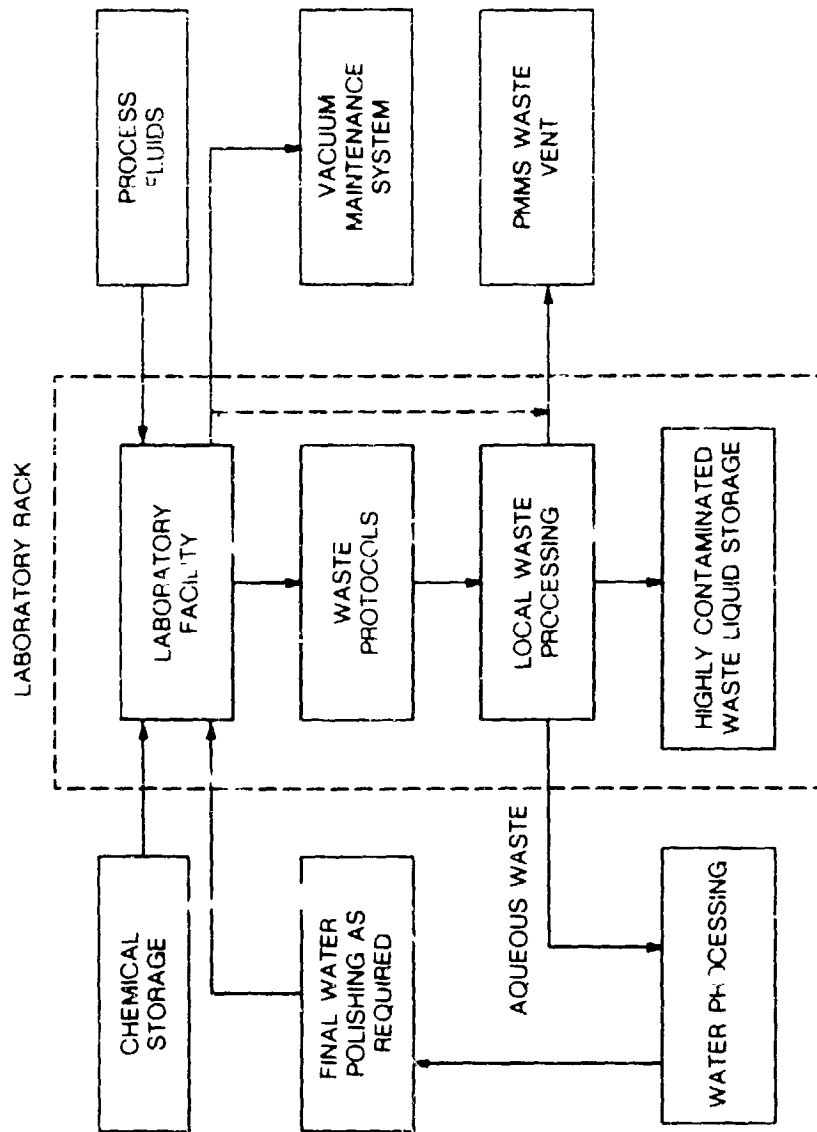 LABORATORY RACK
CHEMICAL
STORAGE
LABORATORY
FACILITY
PROCESS
FLUIDS
FINAL WATER
POLISHING AS
REQUIRED
WASTE
PROTOCOLS
VACUUM
MAINTENANCE
SYSTEM
AQUEOUS WASTE
LOCAL WASTE
PROCESSING
PMMS WASTE
VENT
WATER PROCESSING
HIGHLY CONTAMINATED
WASTE LIQUID STORAGE